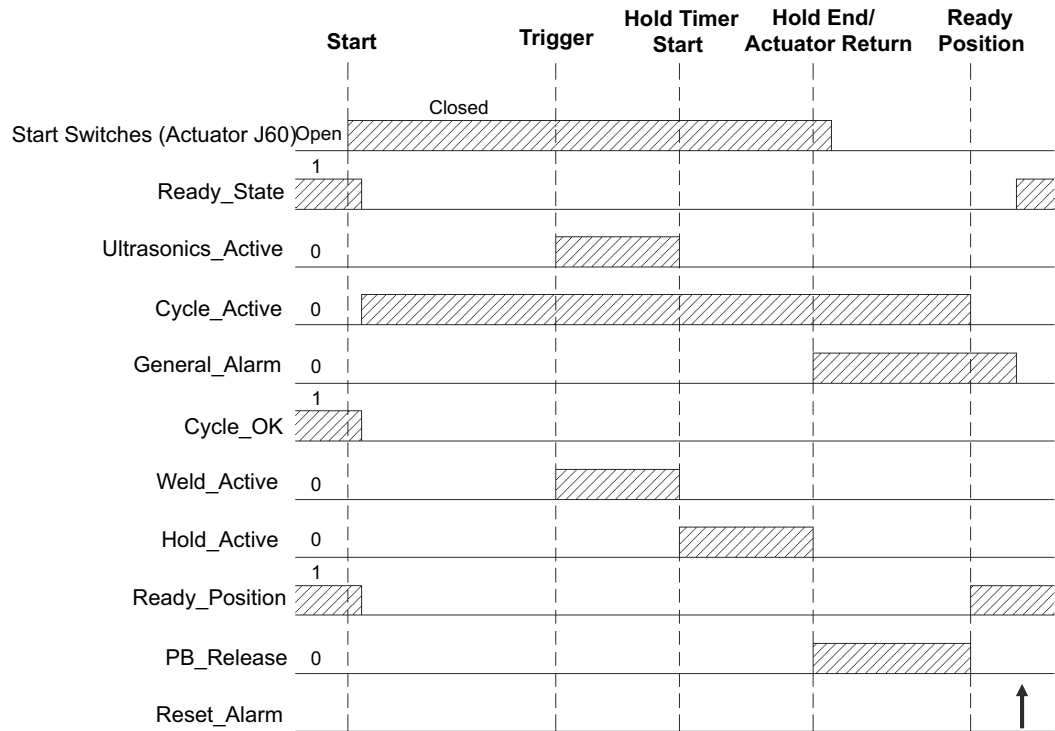 Start
Trigger
Hold Timer
Start
Hold End/
Actuator Return
Ready
Position
Closed
Start Switches (Actuator J60)
Open
1
Ready_State
Ultrasonics_Active
0
Cycle_Active
0
General_Alarm
0
1
Cycle_OK
Weld_Active
0
Hold_Active
0
1
Ready_Position
PB_Release
0
Reset_Alarm